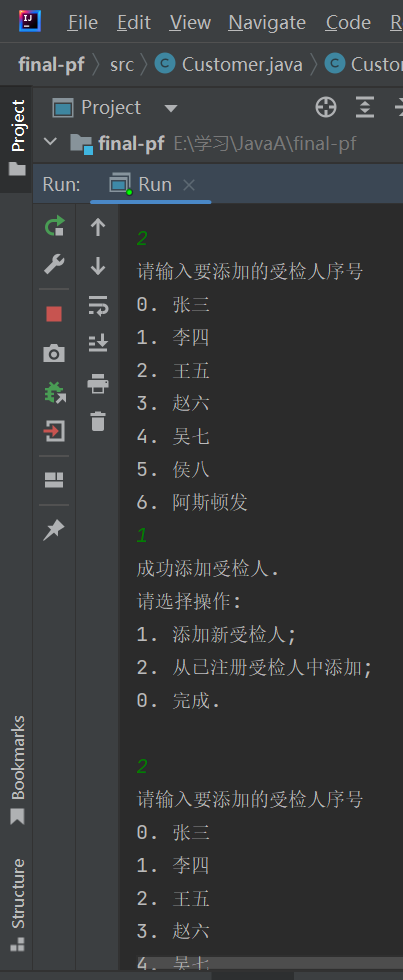 File Edit View Navigate Code R
final-pf src Customer.java Custo
Project
final-pf E:\学习\JavaA\final-pf
Run: Run
2
请输入要添加的受检人序号
0. 张三
1. 李四
2. 王五
3. 赵六
4. 吴七
5. 侯八
6. 阿斯顿发
1
成功添加受检人.
请选择操作:
1. 添加新受检人;
2. 从已注册受检人中添加;
0. 完成.
2
请输入要添加的受检人序号
0. 张三
1. 李四
2. 王五
3. 赵六
4. 吴七
Project
Bookmarks
Structure